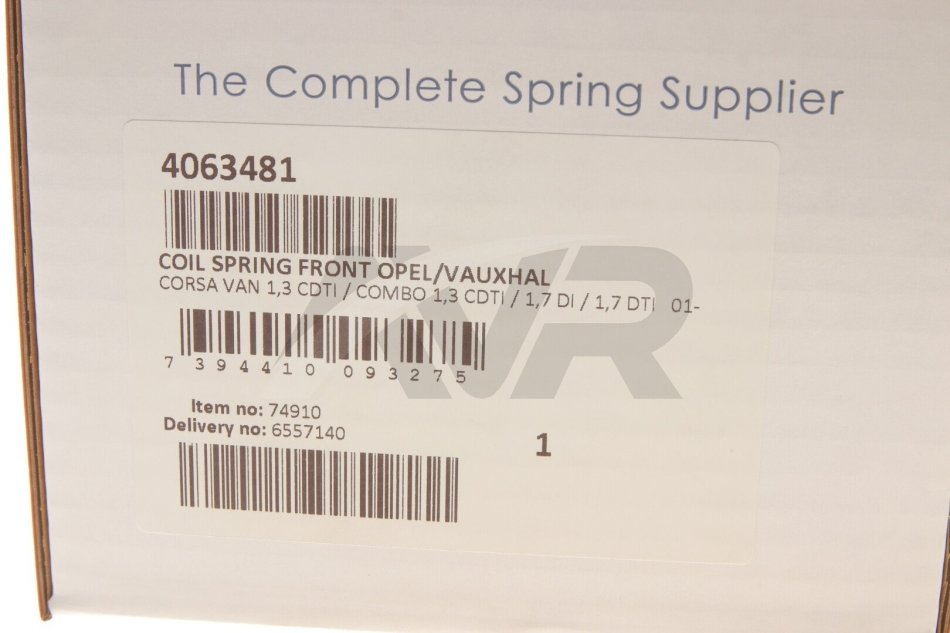 The Complete Spring Supplier
4063481
COIL SPRING FRONT OPEL/VAUXHAL
CORSA VAN 1,3 CDTI / COMBO 1,3 CDTI / 1,7 DI / 1,7 DTI 01-
7 394410 093275
Item no: 74910
Delivery no: 6557140
1